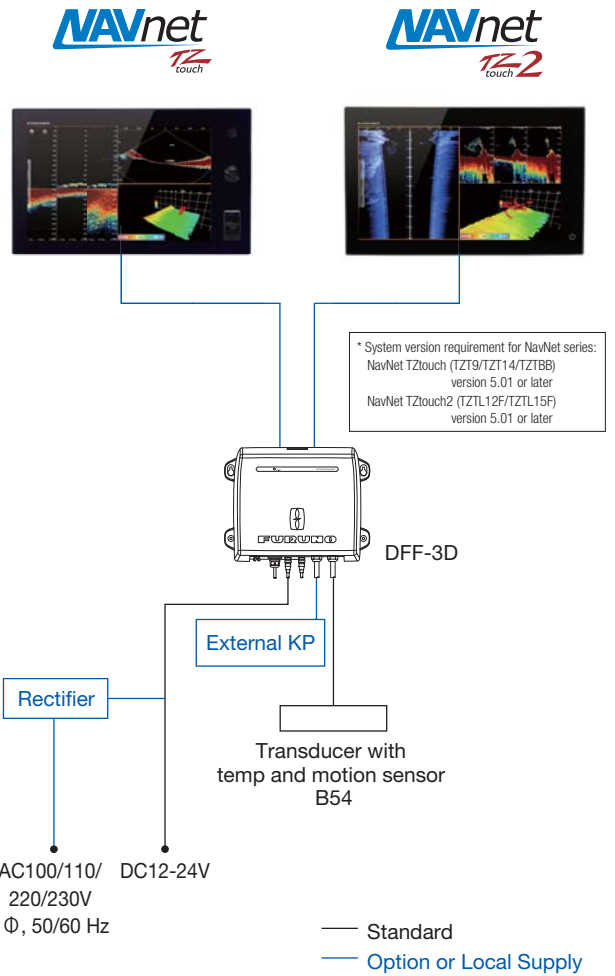 NAVnet
TZ
touch
NAVnet
TZ2
touch
* System version requirement for NavNet series:
NavNet TZtouch (TZT9/TZT14/TZTBB)
version 5.01 or later
NavNet TZtouch2 (TZTL12F/TZTL15F)
version 5.01 or later
FURUNO
DFF-3D
External KP
Rectifier
Transducer with
temp and motion sensor
B54
AC100/110/
220/230V
Φ, 50/60 Hz
DC12-24V
Standard
Option or Local Supply